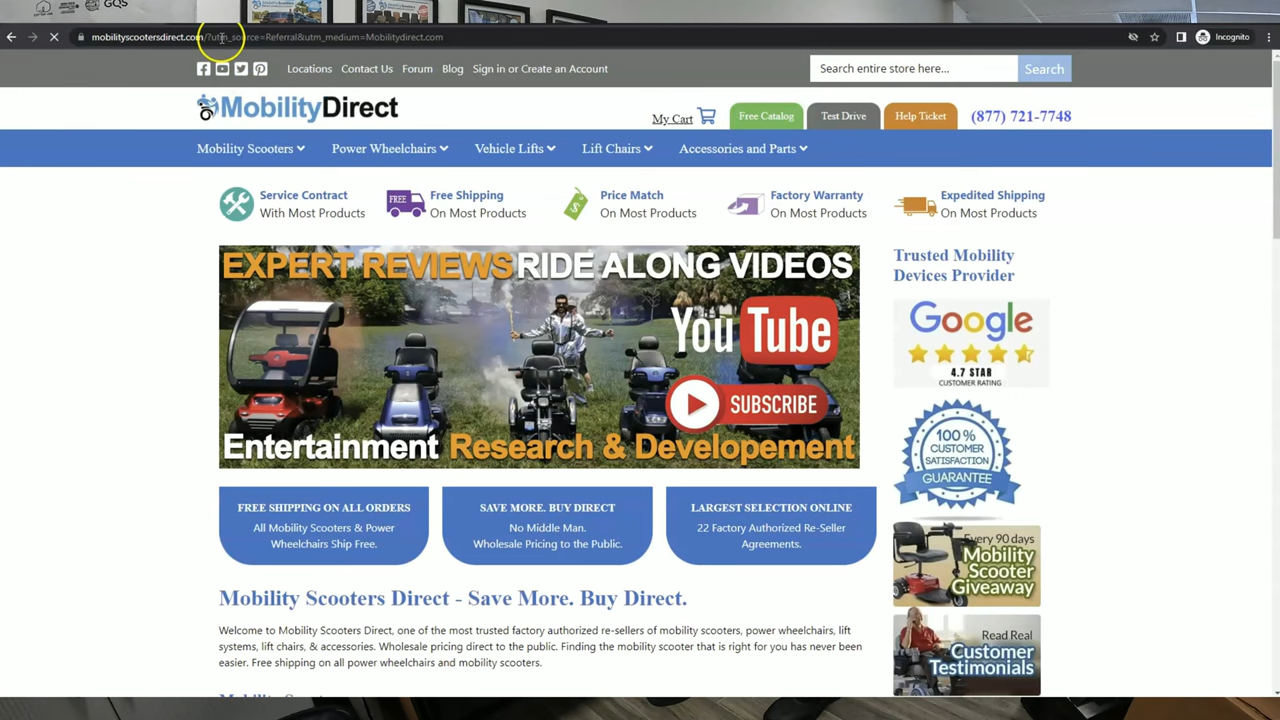 GQS
mobilityscootersdirect.com/?utm_source=Referral&utm_medium=Mobilitydirect.com
Incognito
Locations Contact Us Forum Blog Sign in or Create an Account
Search entire store here... Search
MobilityDirect
My Cart
Free Catalog Test Drive Help Ticket (877) 721-7748
Mobility Scooters Power Wheelchairs Vehicle Lifts Lift Chairs Accessories and Parts
Service Contract
With Most Products
FREE
Free Shipping
On Most Products
$
Price Match
On Most Products
Factory Warranty
On Most Products
Expedited Shipping
On Most Products
EXPERT REVIEWS RIDE ALONG VIDEOS
YouTube
SUBSCRIBE
Entertainment Research & Developement
Trusted Mobility
Devices Provider
Google
4.7 STAR
CUSTOMER RATING
100%
CUSTOMER
SATISFACTION
GUARANTEE
Every 90 days
Mobility
Scooter
Giveaway
Read Real
Customer
Testimonials
FREE SHIPPING ON ALL ORDERS
All Mobility Scooters & Power
Wheelchairs Ship Free.
SAVE MORE. BUY DIRECT.
No Middle Man.
Wholesale Pricing to the Public.
LARGEST SELECTION ONLINE
22 Factory Authorized Re-Seller
Agreements.
Mobility Scooters Direct - Save More. Buy Direct.
Welcome to Mobility Scooters Direct, one of the most trusted factory authorized re-sellers of mobility scooters, power wheelchairs, lift
systems, lift chairs, & accessories. Wholesale pricing direct to the public. Finding the mobility scooter that is right for you has never been
easier. Free shipping on all power wheelchairs and mobility scooters.